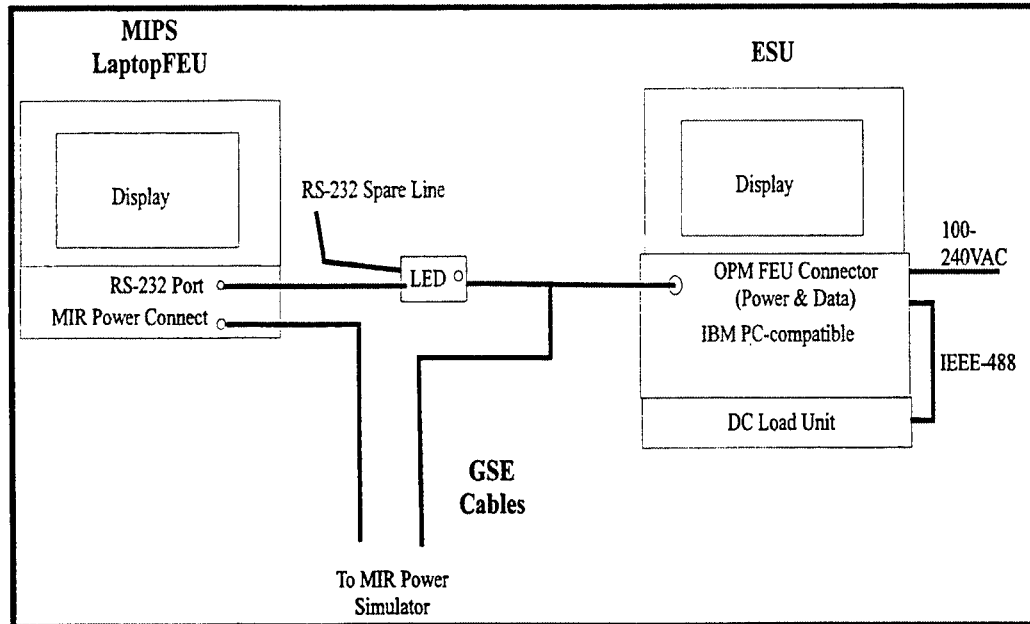 MIPS
LaptopFEU
ESU
Display
Display
RS-232 Spare Line
100-
240VAC
LED
OPM FEU Connector
(Power & Data)
RS-232 Port
MIR Power Connect
IBM PC-compatible
IEEE-488
DC Load Unit
GSE
Cables
To MIR Power
Simulator